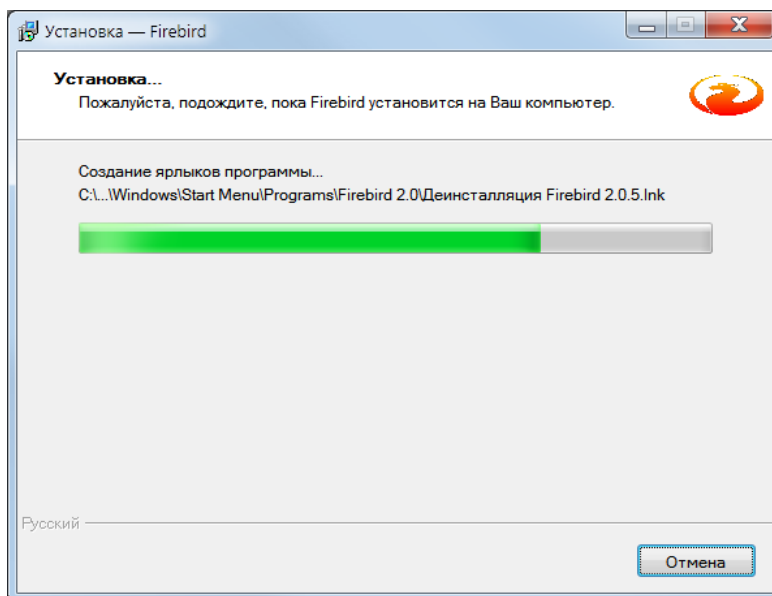 Установка — Firebird
Установка...
Пожалуйста, подождите, пока Firebird установится на Ваш компьютер.
Создание ярлыков программы...
C:\...\Windows\Start Menu\Programs\Firebird 2.0\Деинсталляция Firebird 2.0.5.lnk
Русский
Отмена